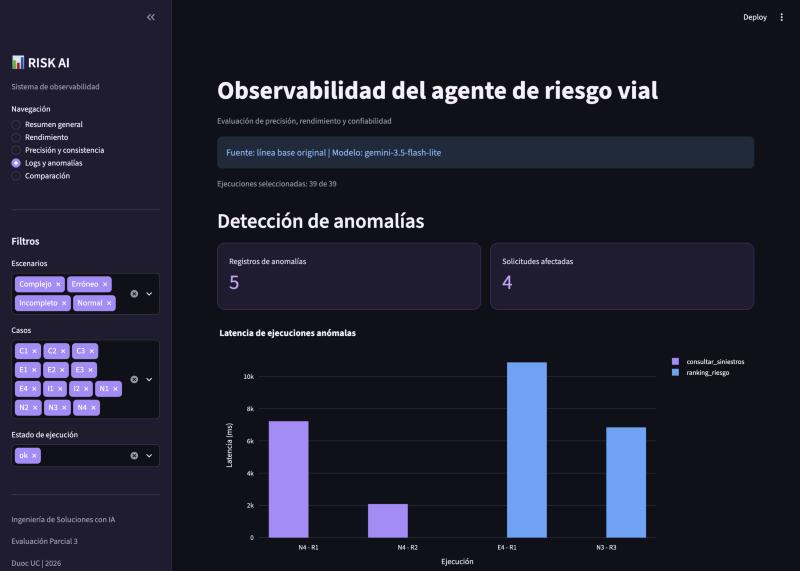 Deploy
RISK AI
Sistema de observabilidad
Navegación
Resumen general
Rendimiento
Precisión y consistencia
Logs y anomalías
Comparación
Filtros
Escenarios
Complejo × Erróneo ×
Incompleto × Normal ×
Casos
C1 × C2 × C3 ×
E1 × E2 × E3 ×
E4 × I1 × I2 × N1 ×
N2 × N3 × N4 ×
Estado de ejecución
ok ×
Ingeniería de Soluciones con IA
Evaluación Parcial 3
Duoc UC | 2026
Observabilidad del agente de riesgo vial
Evaluación de precisión, rendimiento y confiabilidad
Fuente: línea base original | Modelo: gemini-3.5-flash-lite
Ejecuciones seleccionadas: 39 de 39
Detección de anomalías
Registros de anomalías
5
Solicitudes afectadas
4
Latencia de ejecuciones anómalas
consultar_siniestros
ranking_riesgo
Latencia (ms)
10k
8k
6k
4k
2k
0
N4 - R1 N4 - R2 E4 - R1 N3 - R3
Ejecución